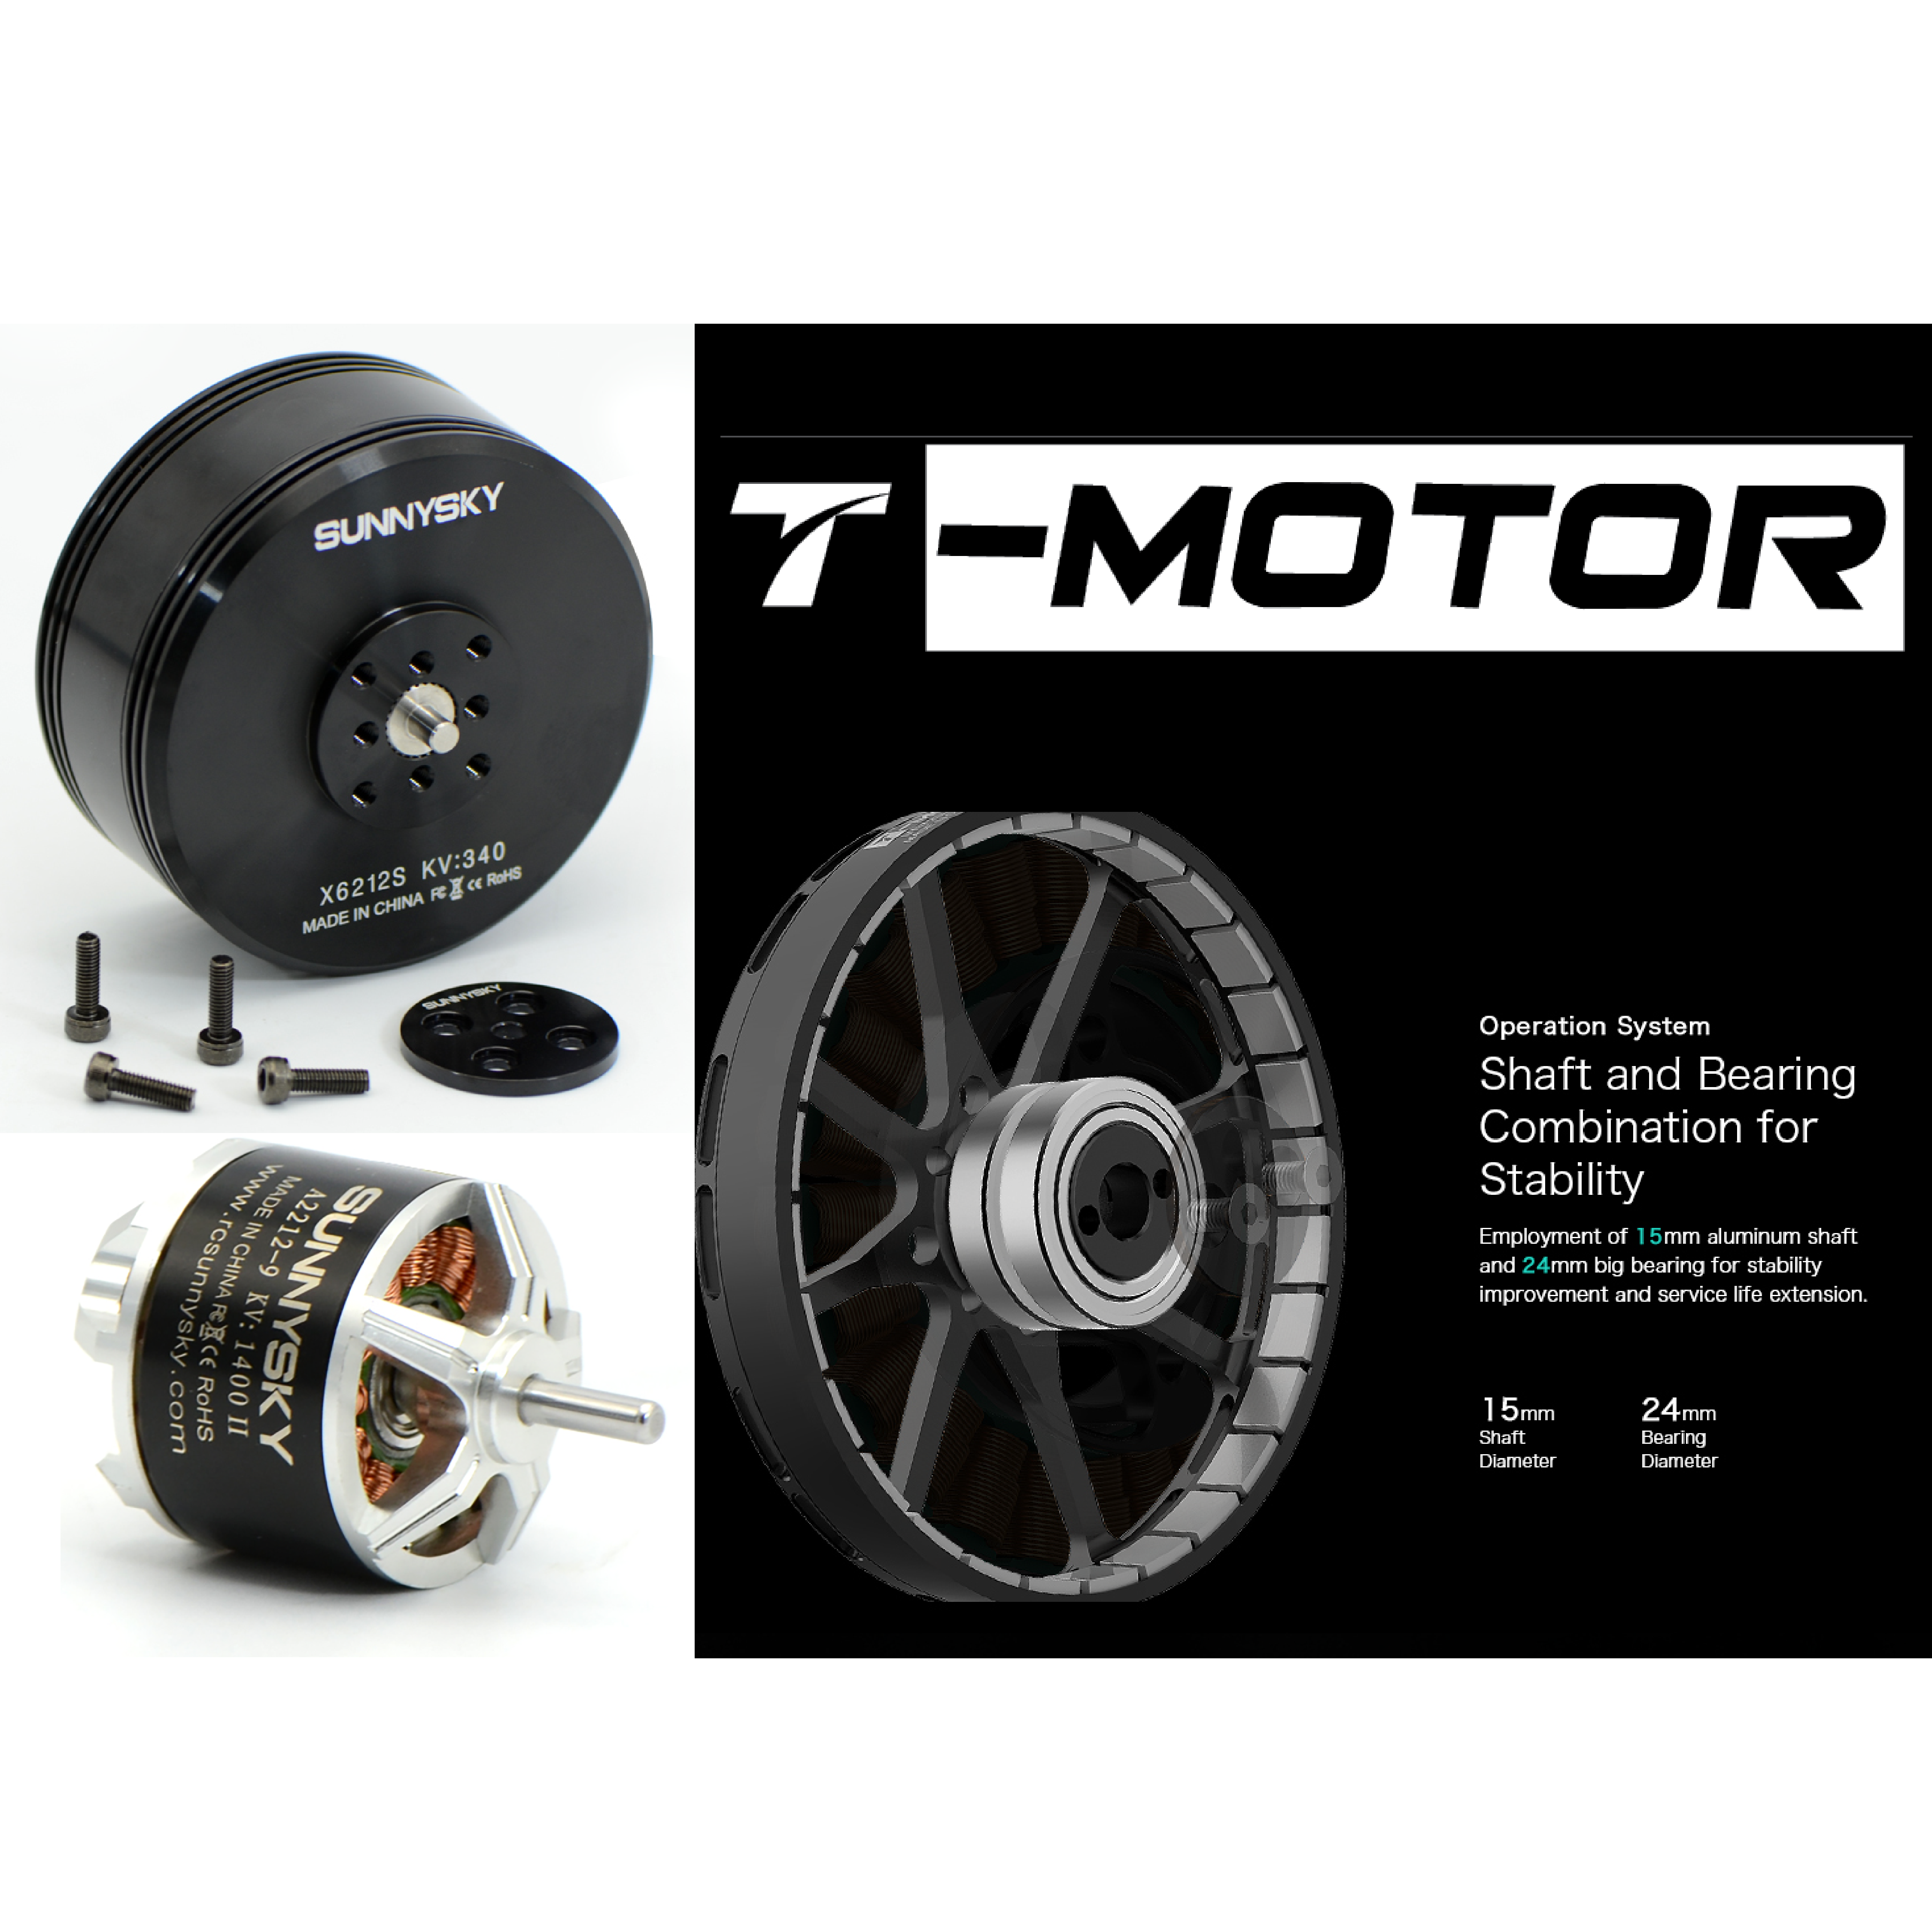 SUNNYSKY
X6212S KV:340
MADE IN CHINA FC CE RoHS
SUNNYSKY
SUNNYSKY
A2212-9 KV: 1400 II
MADE IN CHINA FC CE RoHS
www.rcsunnysky.com
T-MOTOR
Operation System
Shaft and Bearing
Combination for
Stability
Employment of 15mm aluminum shaft
and 24mm big bearing for stability
improvement and service life extension.
15mm
Shaft
Diameter
24mm
Bearing
Diameter